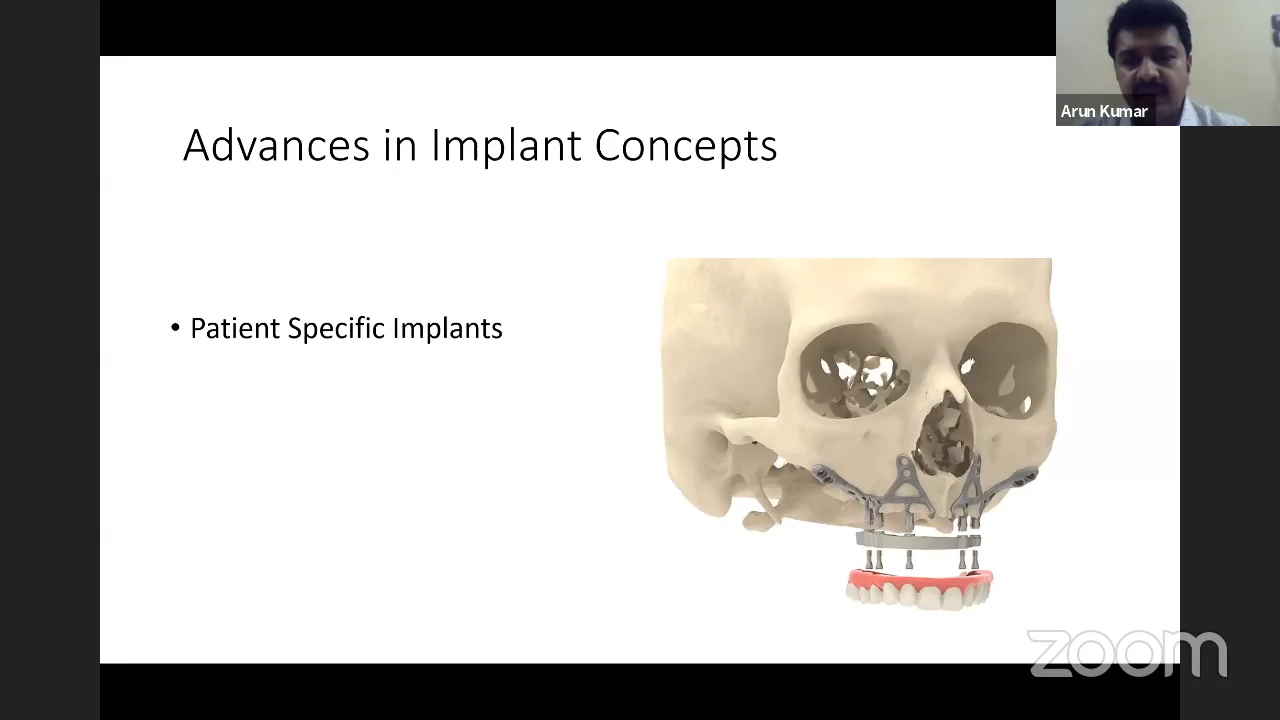 Arun Kumar
Advances in Implant Concepts
• Patient Specific Implants
zoom